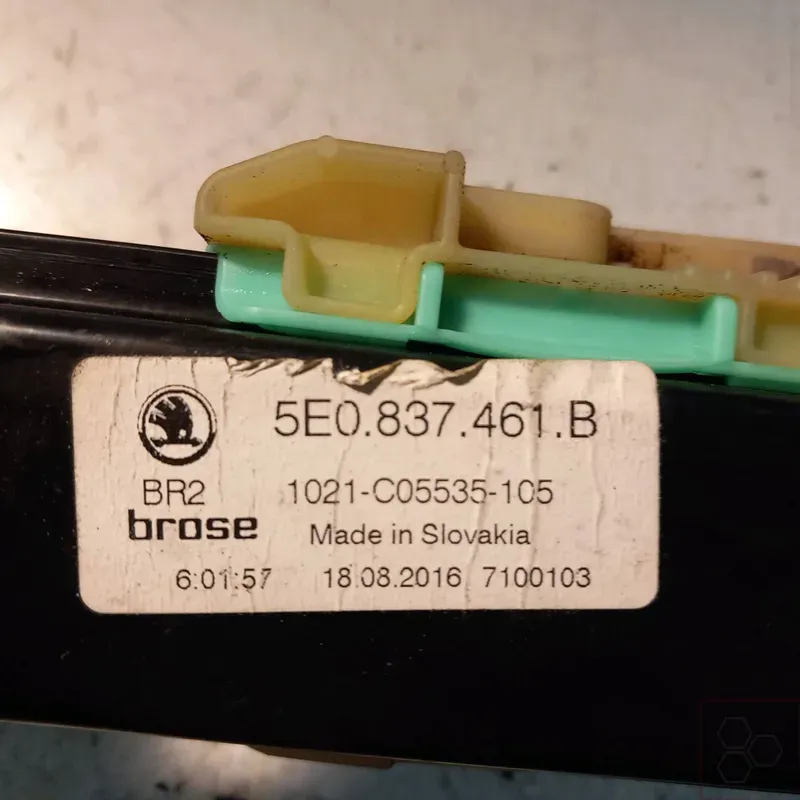 5E0.837.461.B
BR2 1021-C05535-105
brose Made in Slovakia
6:01:57 18.08.2016 7100103